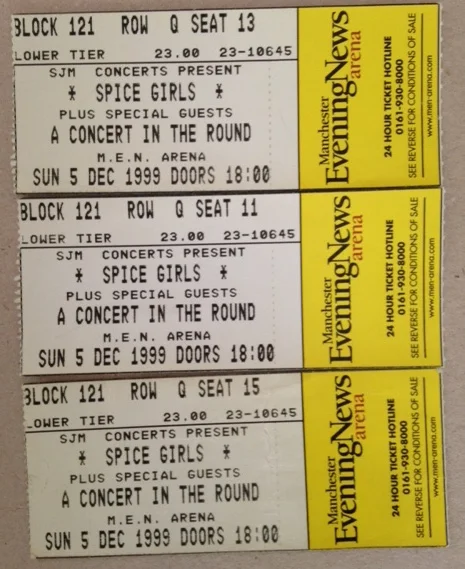 BLOCK 121 ROW Q SEAT 13
LOWER TIER 23.00 23-10645
SJM CONCERTS PRESENT
* SPICE GIRLS *
PLUS SPECIAL GUESTS
A CONCERT IN THE ROUND
M.E.N. ARENA
SUN 5 DEC 1999 DOORS 18:00
Manchester
EveningNews
arena
24 HOUR TICKET HOTLINE
0161-930-8000
SEE REVERSE FOR CONDITIONS OF SALE
www.men-arena.com
BLOCK 121 ROW Q SEAT 11
LOWER TIER 23.00 23-10645
SJM CONCERTS PRESENT
* SPICE GIRLS *
PLUS SPECIAL GUESTS
A CONCERT IN THE ROUND
M.E.N. ARENA
SUN 5 DEC 1999 DOORS 18:00
Manchester
EveningNews
arena
24 HOUR TICKET HOTLINE
0161-930-8000
SEE REVERSE FOR CONDITIONS OF SALE
www.men-arena.com
BLOCK 121 ROW Q SEAT 15
LOWER TIER 23.00 23-10645
SJM CONCERTS PRESENT
* SPICE GIRLS *
PLUS SPECIAL GUESTS
A CONCERT IN THE ROUND
M.E.N. ARENA
SUN 5 DEC 1999 DOORS 18:00
Manchester
EveningNews
arena
24 HOUR TICKET HOTLINE
0161-930-8000
SEE REVERSE FOR CONDITIONS OF SALE
www.men-arena.com